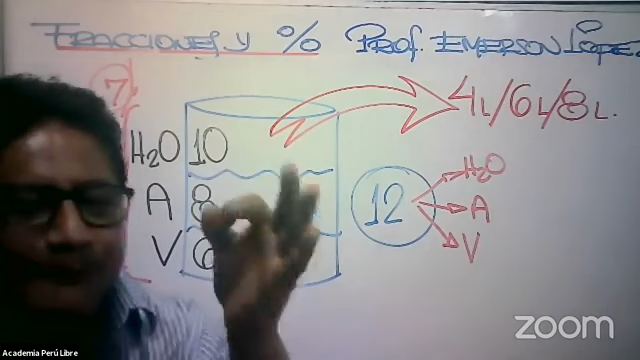 FRACCIONES Y % PROF. EMERSON LÓPEZ
7
H₂O 10
A 8
V 6
4L/6L/8L.
12
H₂O
A
V
zoom
Academia Perú Libre